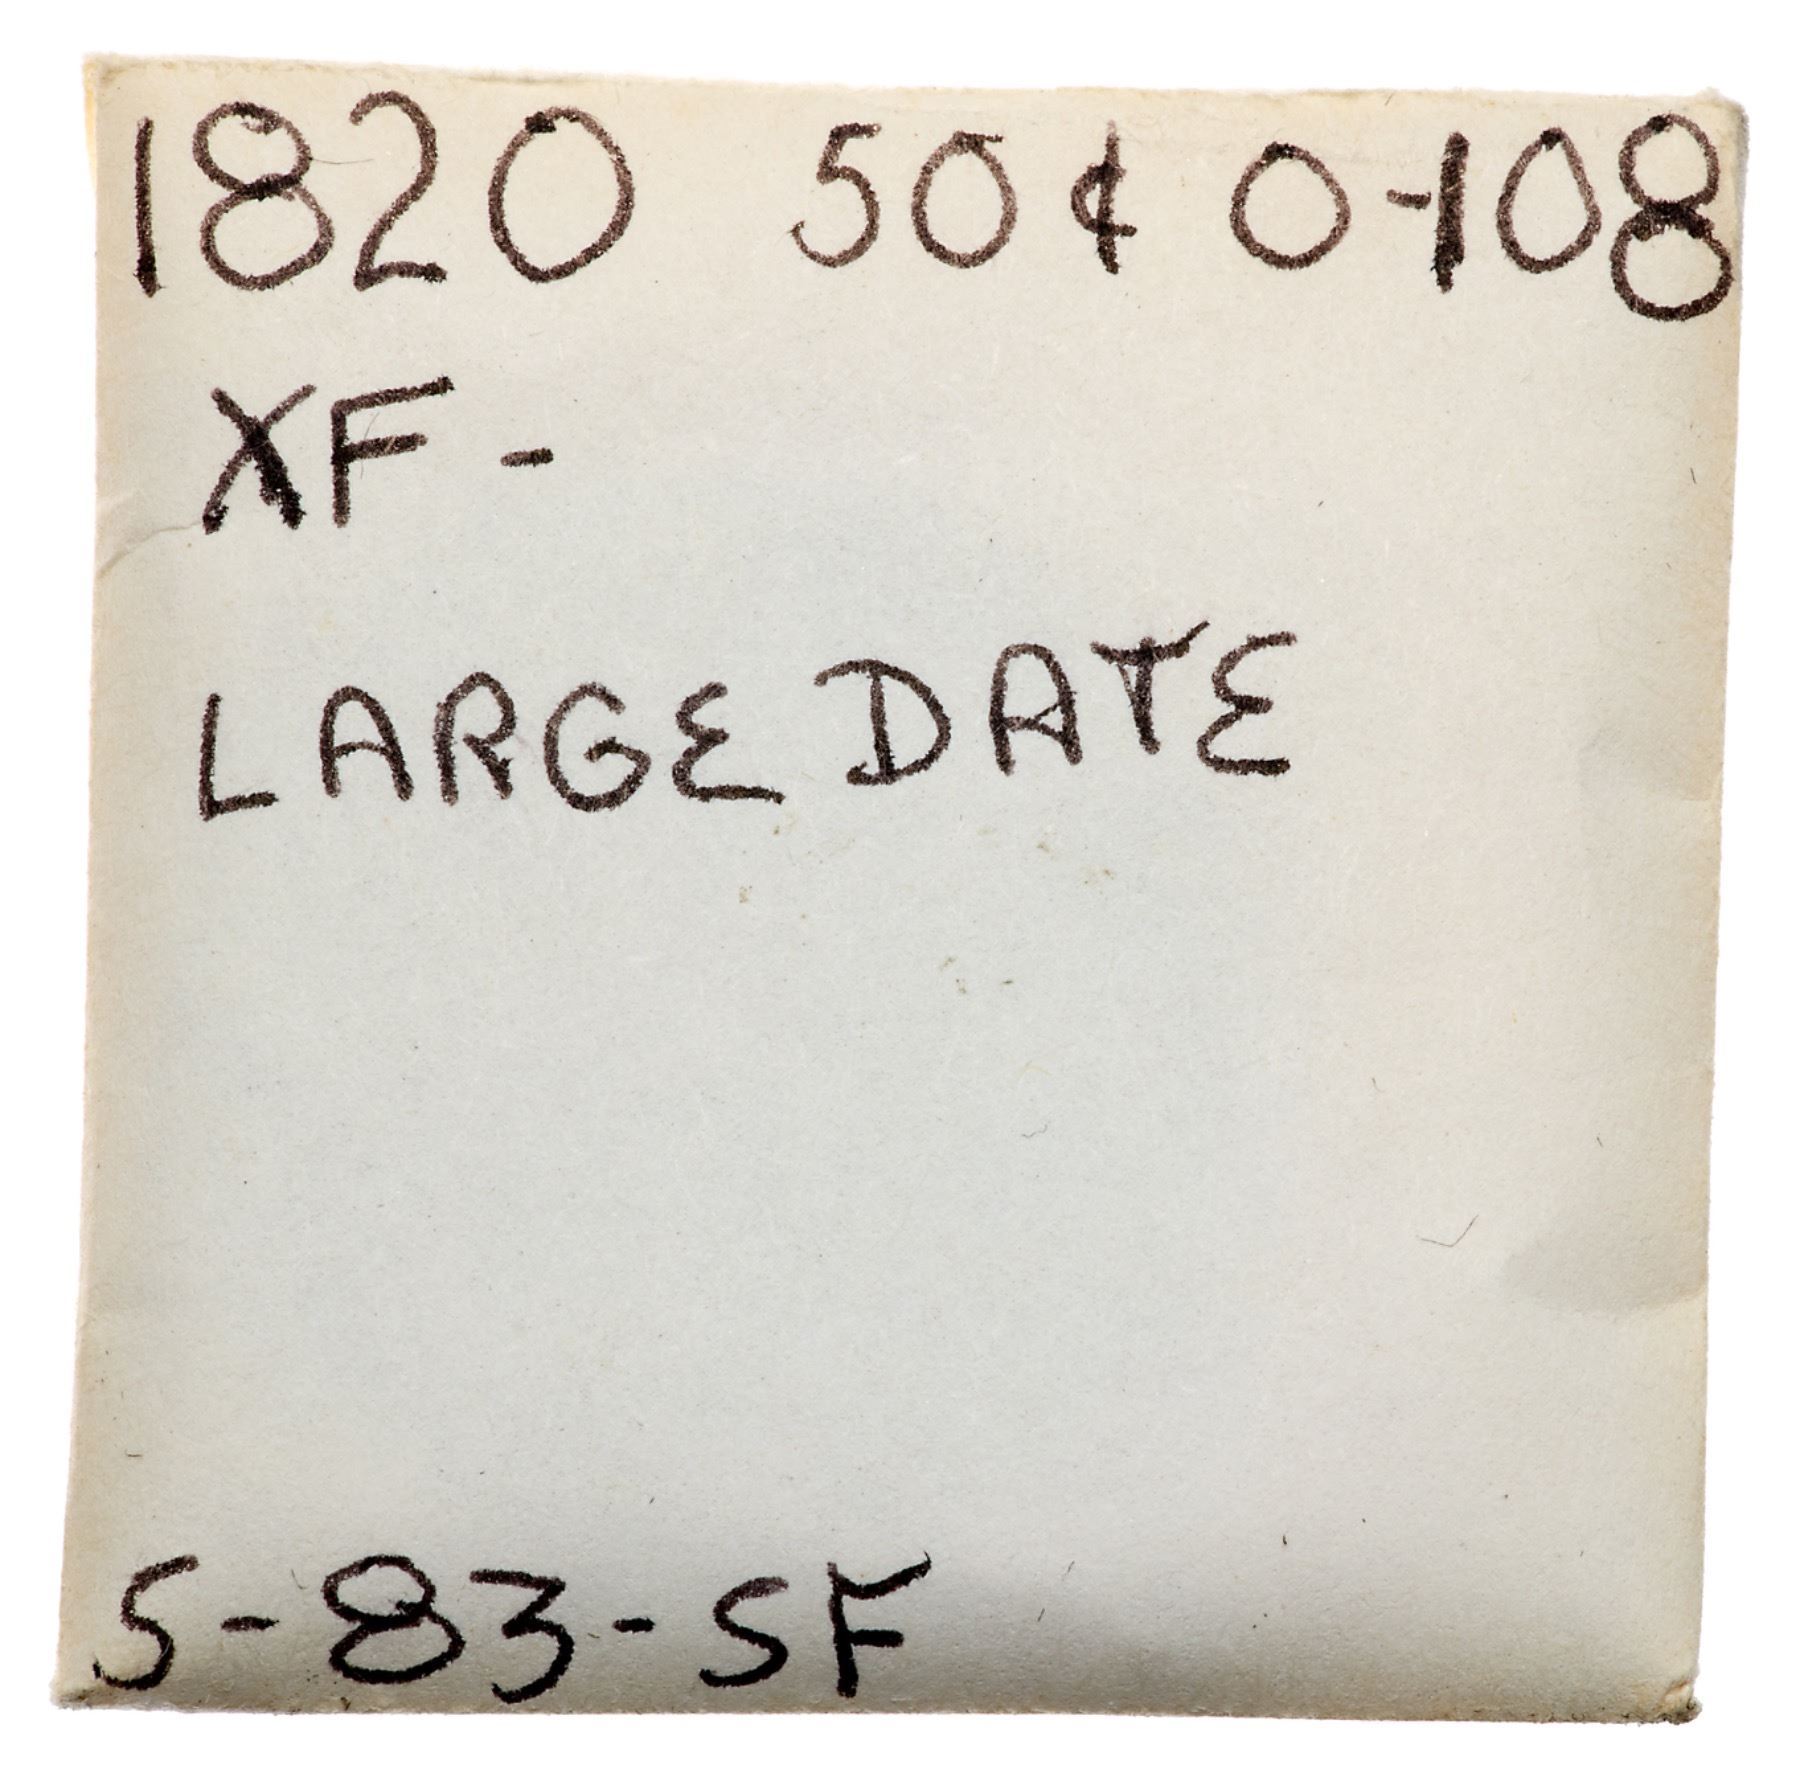 1820 50¢ O-108
XF-
LARGE DATE
5-83-SF